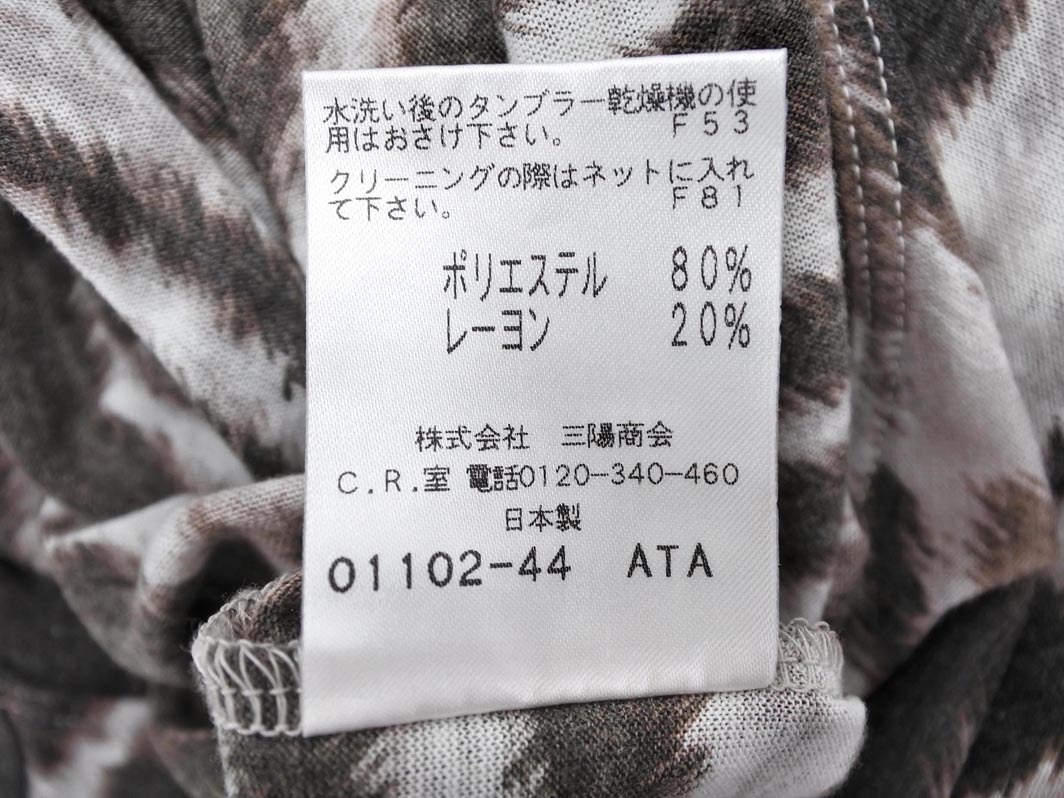 水洗い後のタンブラー乾燥機の使
用はおさけ下さい。 F53
クリーニングの際はネットに入れ
て下さい。 F81
ポリエステル 80%
レーヨン 20%
株式会社 三陽商会
C.R.室 電話0120-340-460
日本製
01102-44 ATA